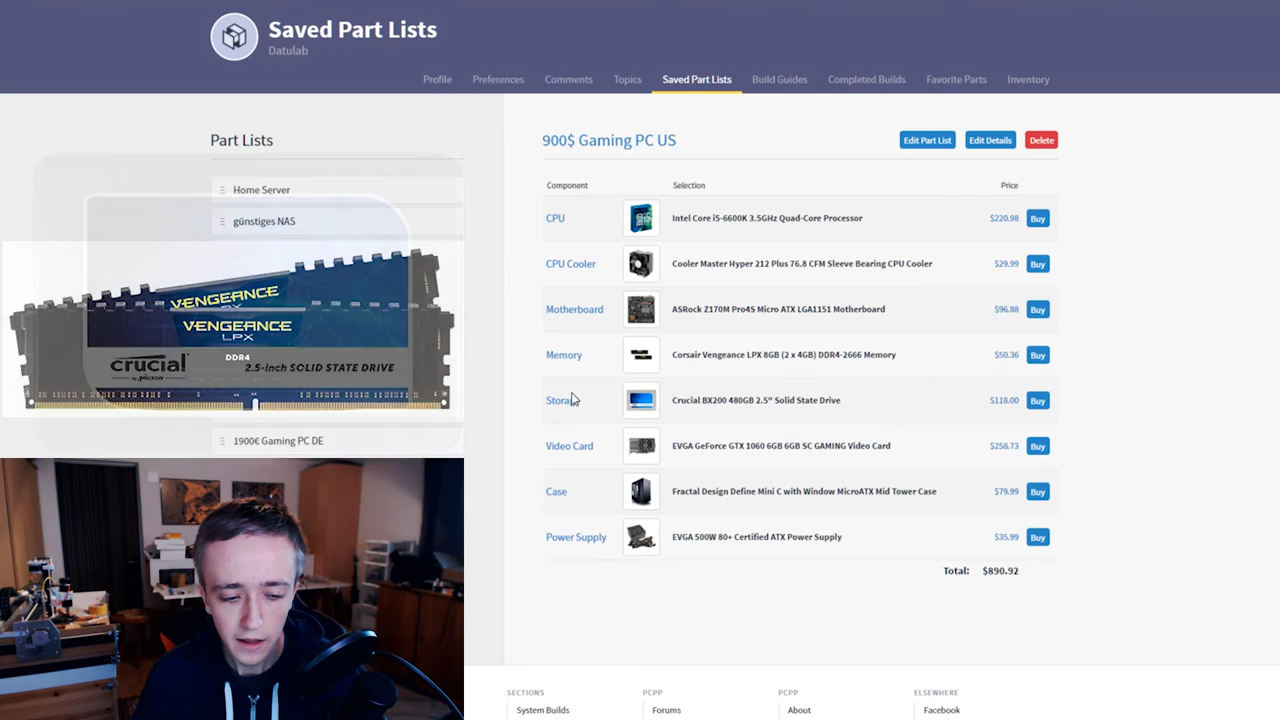 Saved Part Lists
Datulab
Profile Preferences Comments Topics Saved Part Lists Build Guides Completed Builds Favorite Parts Inventory
Part Lists
Home Server
günstiges NAS
VENGEANCE
VENGEANCE
LPX
DDR4
crucial
by Micron
2.5-inch SOLID STATE DRIVE
1900€ Gaming PC DE
900$ Gaming PC US
Edit Part List Edit Details Delete
Component Selection Price
CPU Intel Core i5-6600K 3.5GHz Quad-Core Processor $220.98 Buy
CPU Cooler Cooler Master Hyper 212 Plus 76.8 CFM Sleeve Bearing CPU Cooler $29.99 Buy
Motherboard ASRock Z170M Pro4S Micro ATX LGA1151 Motherboard $96.88 Buy
Memory Corsair Vengeance LPX 8GB (2 x 4GB) DDR4-2666 Memory $50.36 Buy
Storage Crucial BX200 480GB 2.5" Solid State Drive $118.00 Buy
Video Card EVGA GeForce GTX 1060 6GB 6GB SC GAMING Video Card $258.73 Buy
Case Fractal Design Define Mini C with Window MicroATX Mid Tower Case $79.99 Buy
Power Supply EVGA 500W 80+ Certified ATX Power Supply $35.99 Buy
Total: $890.92
SECTIONS PCPP PCPP ELSEWHERE
System Builds Forums About Facebook